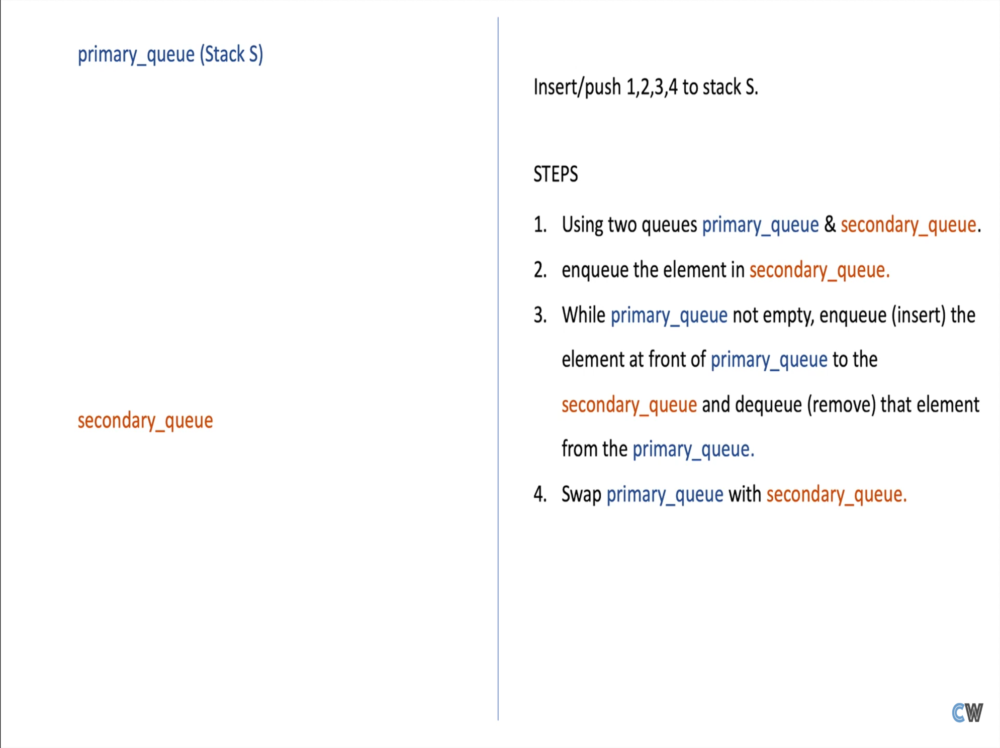 primary_queue (Stack S)
secondary_queue
Insert/push 1,2,3,4 to stack S.
STEPS
1. Using two queues primary_queue & secondary_queue.
2. enqueue the element in secondary_queue.
3. While primary_queue not empty, enqueue (insert) the
element at front of primary_queue to the
secondary_queue and dequeue (remove) that element
from the primary_queue.
4. Swap primary_queue with secondary_queue.
CW